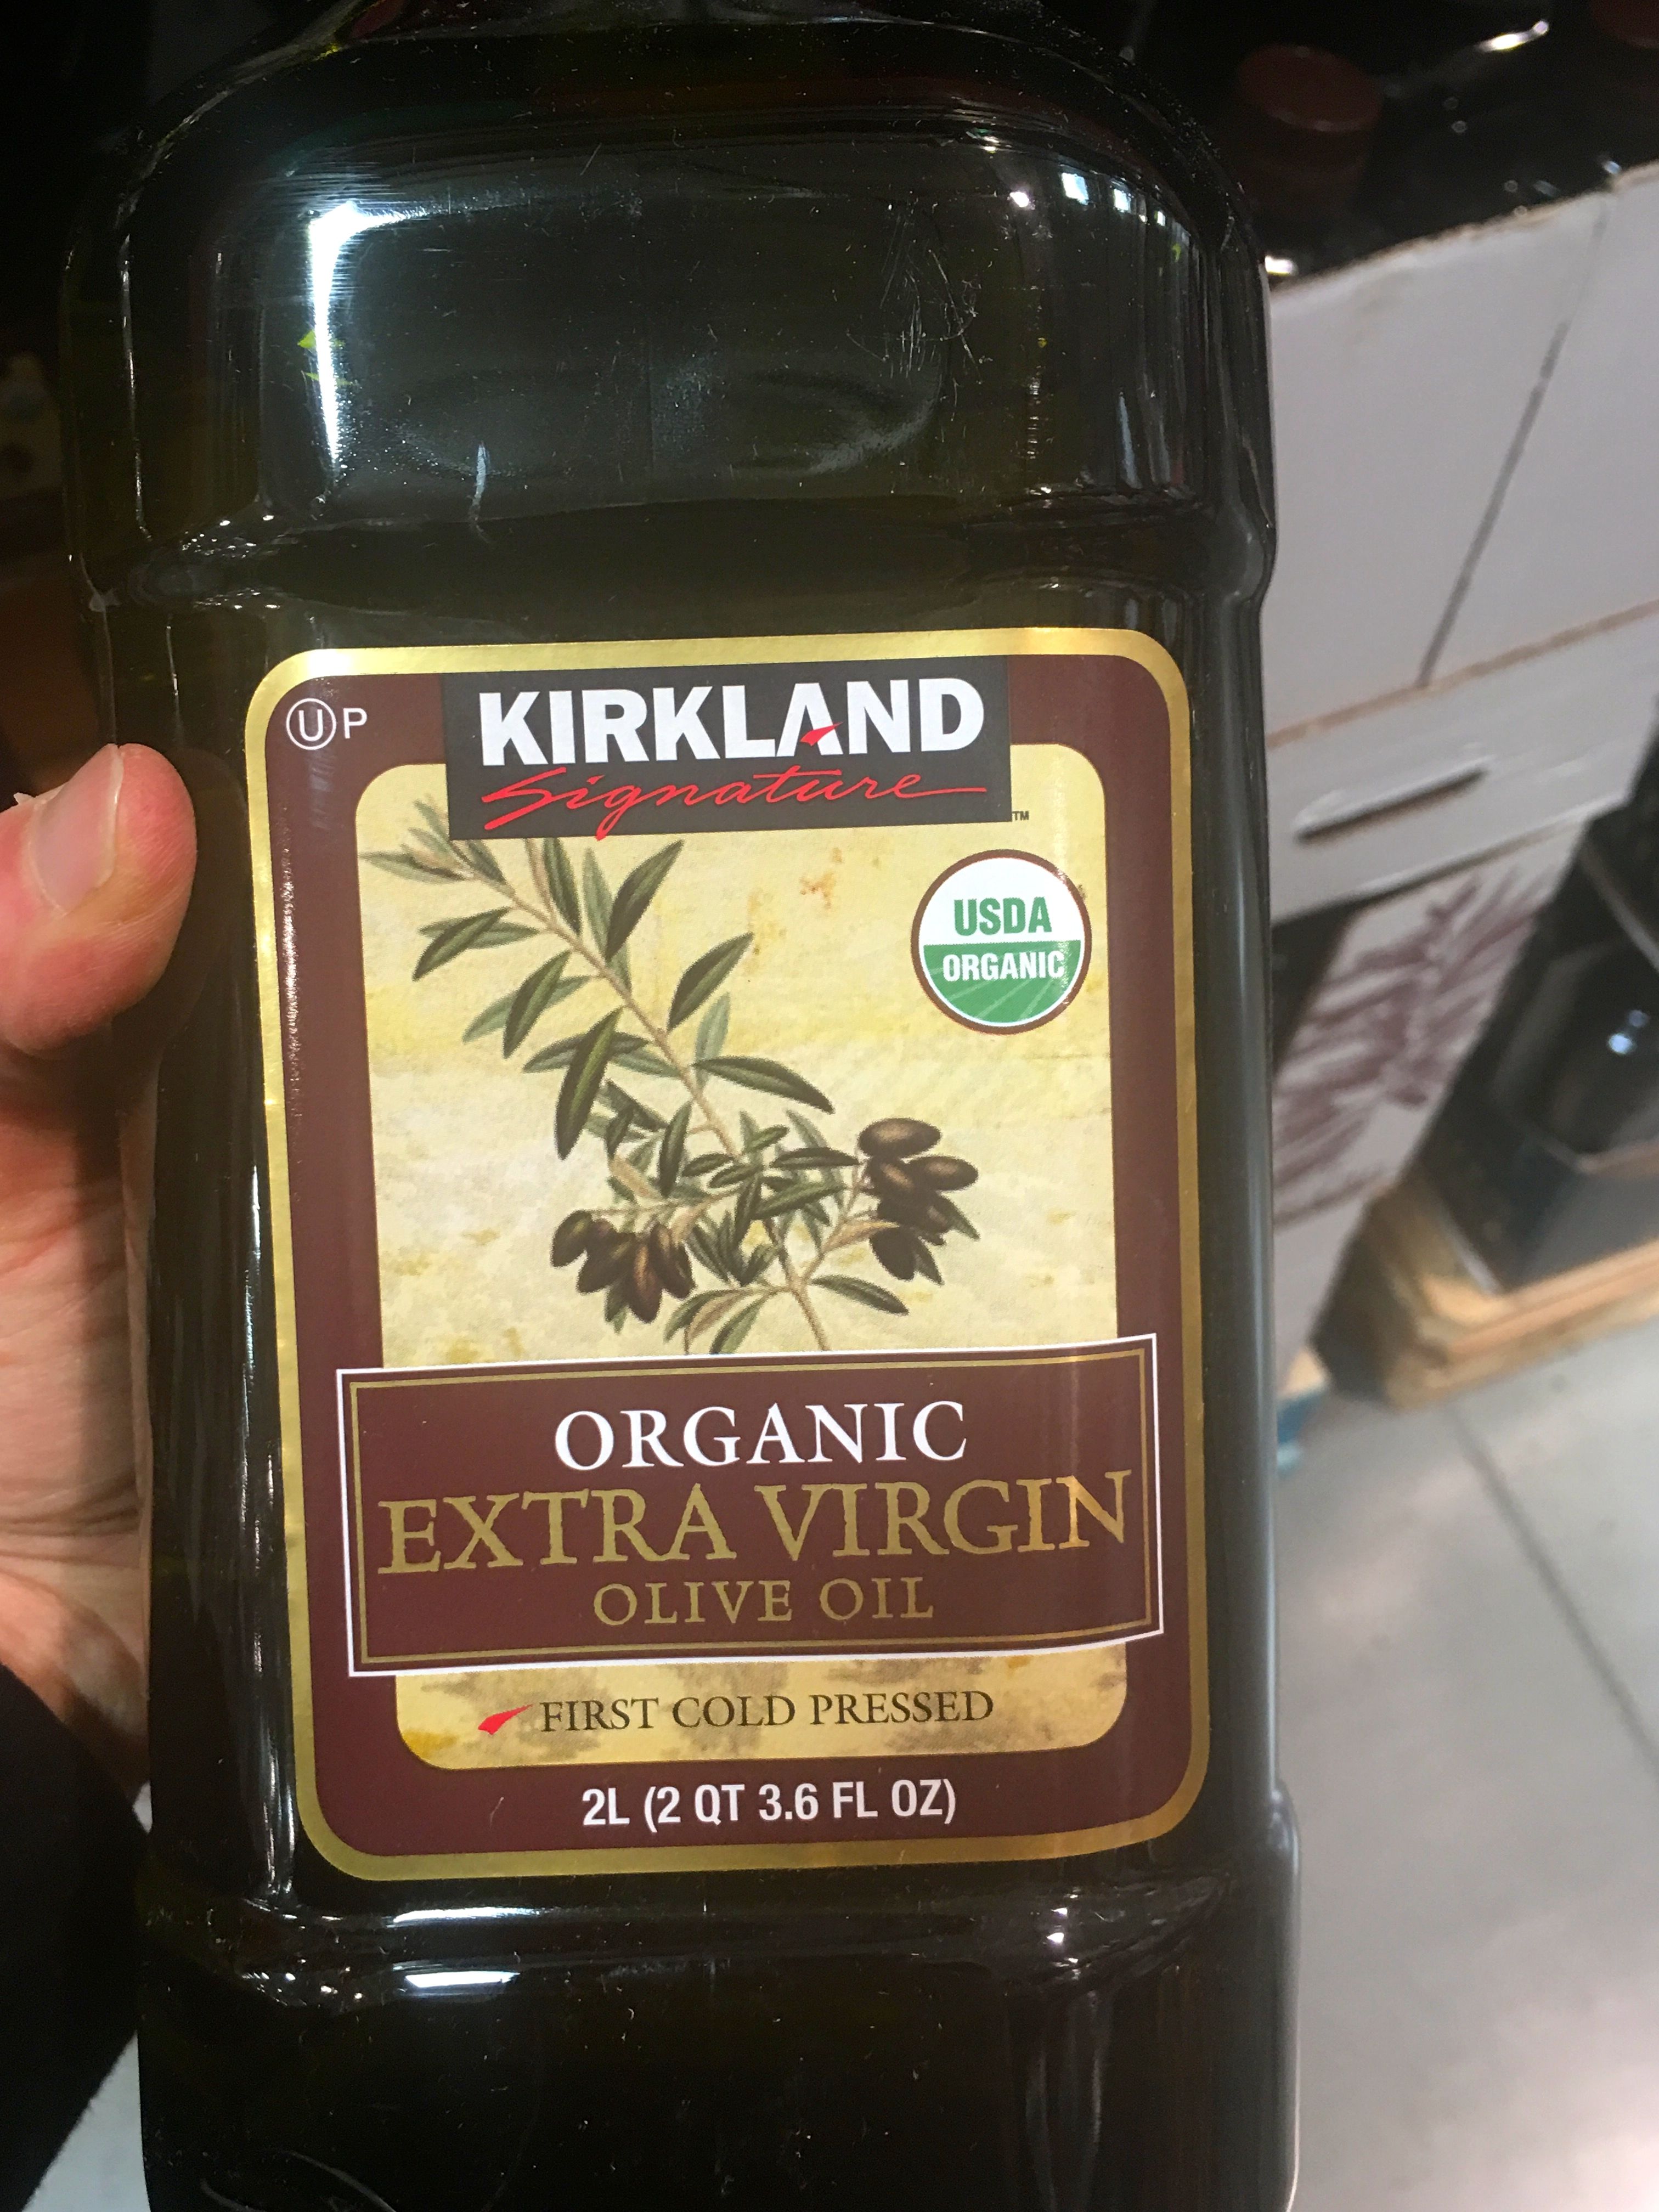 Ⓤ P
KIRKLAND
Signature
™
USDA
ORGANIC
ORGANIC
EXTRA VIRGIN
OLIVE OIL
FIRST COLD PRESSED
2L (2 QT 3.6 FL OZ)